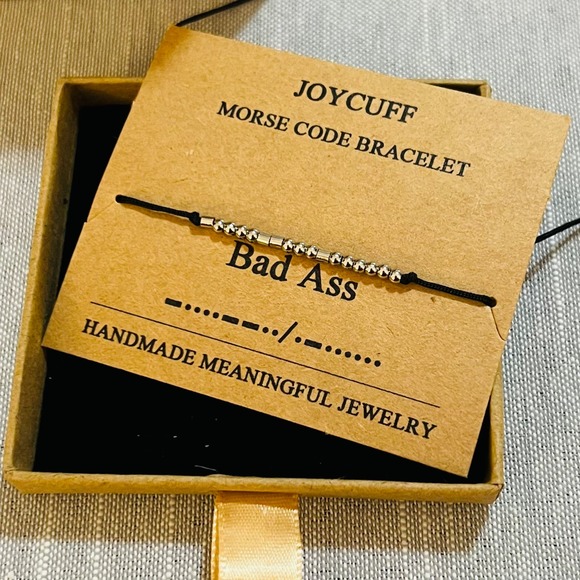 JOYCUFF
MORSE CODE BRACELET
Bad Ass
–····––··/·–······
HANDMADE MEANINGFUL JEWELRY